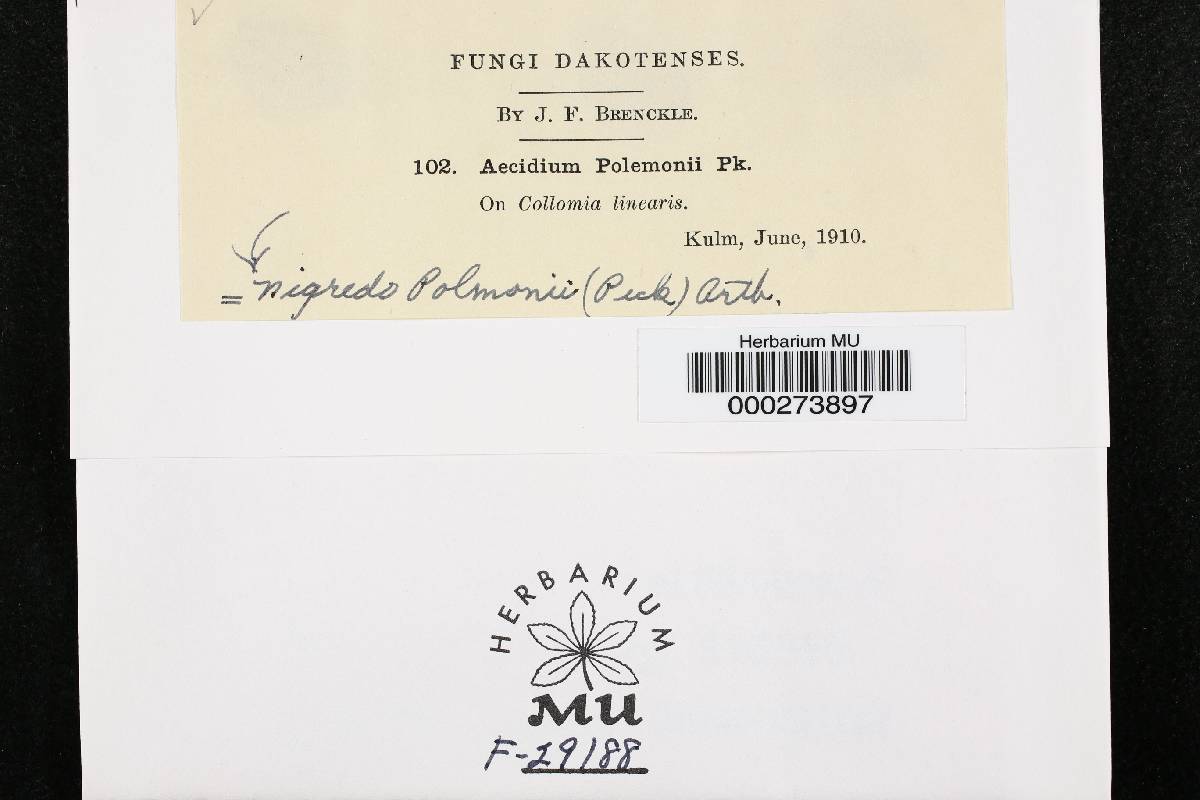 FUNGI DAKOTENSES.
BY J. F. BRENCKLE.
102. Aecidium Polemonii Pk.
On Collomia linearis.
Kulm, June, 1910.
= Nigredo Polmonii (Peck) Arth.
Herbarium MU
000273897
HERBARIUM
MU
F-29188